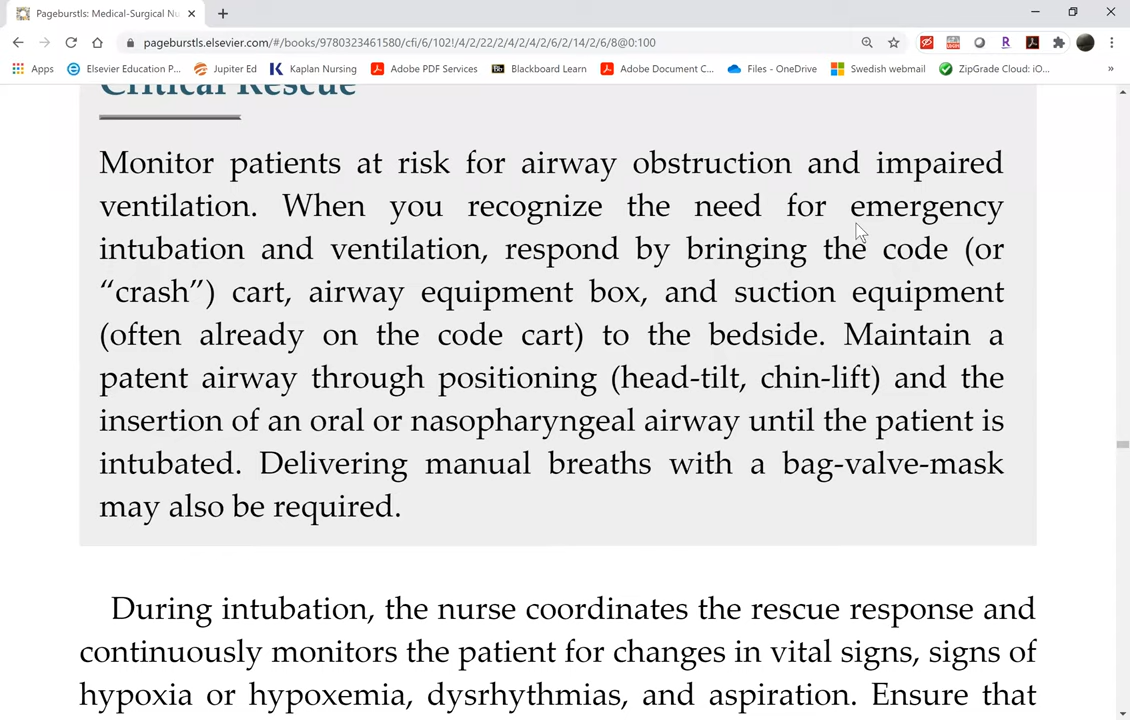 Pageburstls: Medical-Surgical Nu
pageburstls.elsevier.com/#/books/9780323461580/cfi/6/102!/4/2/22/2/4/2/4/2/6/2/14/2/6/8@0:100
Apps Elsevier Education P... Jupiter Ed Kaplan Nursing Adobe PDF Services Blackboard Learn Adobe Document C... Files - OneDrive Swedish webmail ZipGrade Cloud: iO... »
Critical Rescue
Monitor patients at risk for airway obstruction and impaired
ventilation. When you recognize the need for emergency
intubation and ventilation, respond by bringing the code (or
“crash”) cart, airway equipment box, and suction equipment
(often already on the code cart) to the bedside. Maintain a
patent airway through positioning (head-tilt, chin-lift) and the
insertion of an oral or nasopharyngeal airway until the patient is
intubated. Delivering manual breaths with a bag-valve-mask
may also be required.
During intubation, the nurse coordinates the rescue response and
continuously monitors the patient for changes in vital signs, signs of
hypoxia or hypoxemia, dysrhythmias, and aspiration. Ensure that